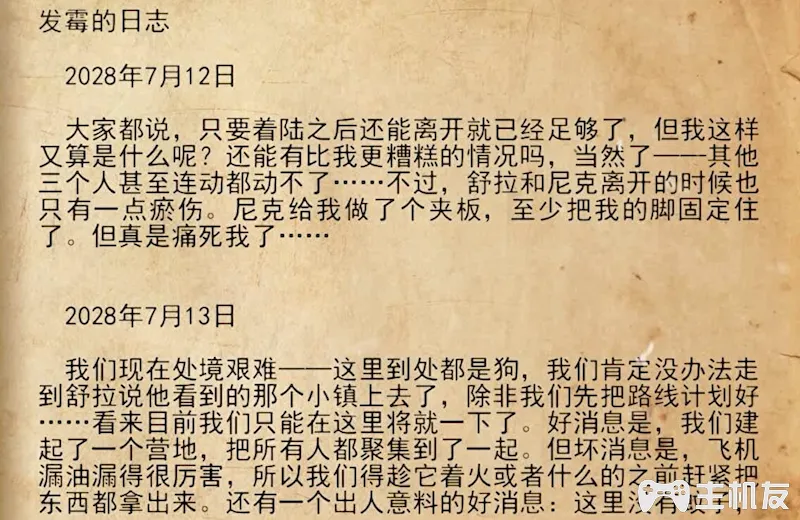 发霉的日志
2028年7月12日
大家都说，只要着陆之后还能离开就已经足够了，但我这样
又算是什么呢？还能有比我更糟糕的情况吗，当然了——其他
三个人甚至连动都动不了……不过，舒拉和尼克离开的时候也
只有一点瘀伤。尼克给我做了个夹板，至少把我的脚固定住
了。但真是痛死我了……
2028年7月13日
我们现在处境艰难——这里到处都是狗，我们肯定没办法走
到舒拉说他看到的那个小镇上去了，除非我们先把路线计划好
……看来目前我们只能在这里将就一下了。好消息是，我们建
起了一个营地，把所有人都聚集到了一起。但坏消息是，飞机
漏油漏得很厉害，所以我们得趁它着火或者什么的之前赶紧把
东西都拿出来。还有一个出人意料的好消息：这里没有
主机友